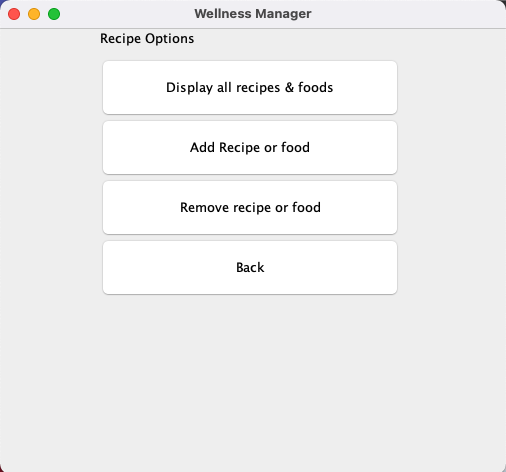 Wellness Manager
Recipe Options
Display all recipes & foods
Add Recipe or food
Remove recipe or food
Back